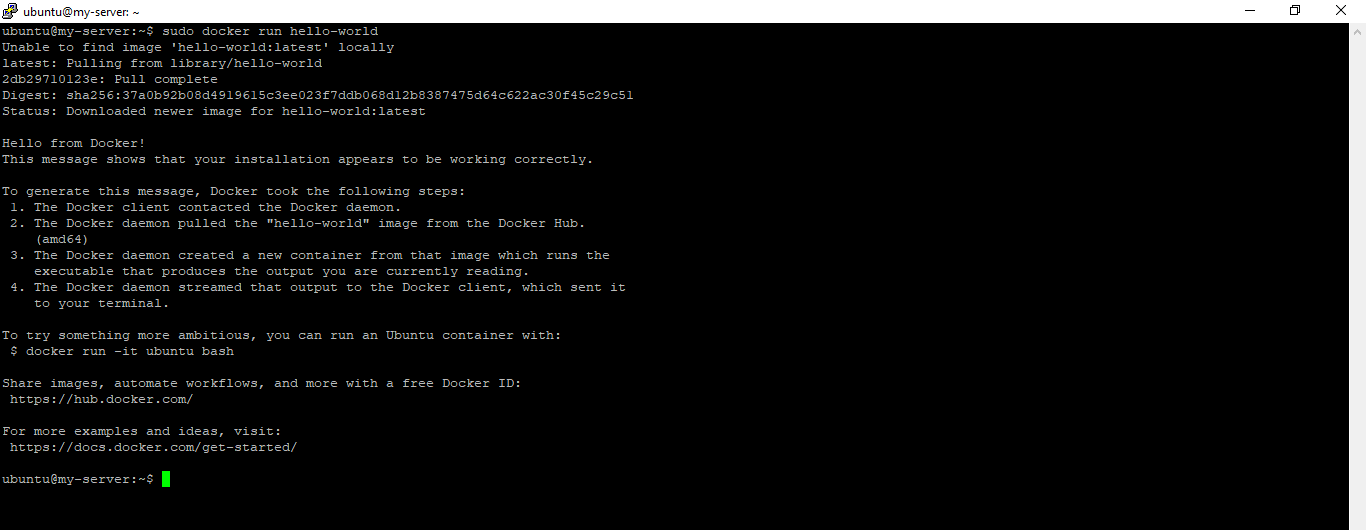 ubuntu@my-server: ~
ubuntu@my-server:~$ sudo docker run hello-world
Unable to find image 'hello-world:latest' locally
latest: Pulling from library/hello-world
2db29710123e: Pull complete
Digest: sha256:37a0b92b08d4919615c3ee023f7ddb068d12b8387475d64c622ac30f45c29c51
Status: Downloaded newer image for hello-world:latest
Hello from Docker!
This message shows that your installation appears to be working correctly.
To generate this message, Docker took the following steps:
1. The Docker client contacted the Docker daemon.
2. The Docker daemon pulled the "hello-world" image from the Docker Hub.
(amd64)
3. The Docker daemon created a new container from that image which runs the
executable that produces the output you are currently reading.
4. The Docker daemon streamed that output to the Docker client, which sent it
to your terminal.
To try something more ambitious, you can run an Ubuntu container with:
$ docker run -it ubuntu bash
Share images, automate workflows, and more with a free Docker ID:
https://hub.docker.com/
For more examples and ideas, visit:
https://docs.docker.com/get-started/
ubuntu@my-server:~$